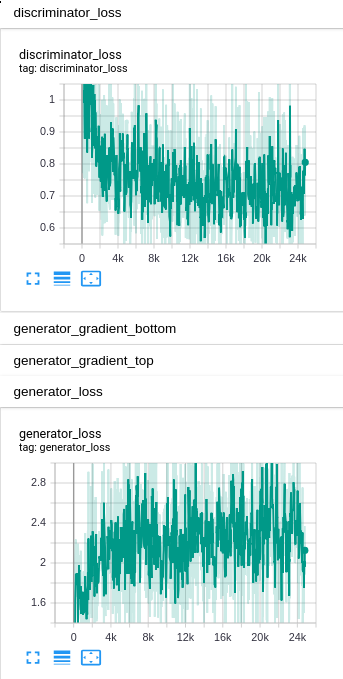 discriminator_loss
discriminator_loss
tag: discriminator_loss
1
0.9
0.8
0.7
0.6
0 4k 8k 12k 16k 20k 24k
generator_gradient_bottom
generator_gradient_top
generator_loss
generator_loss
tag: generator_loss
2.8
2.4
2
1.6
0 4k 8k 12k 16k 20k 24k